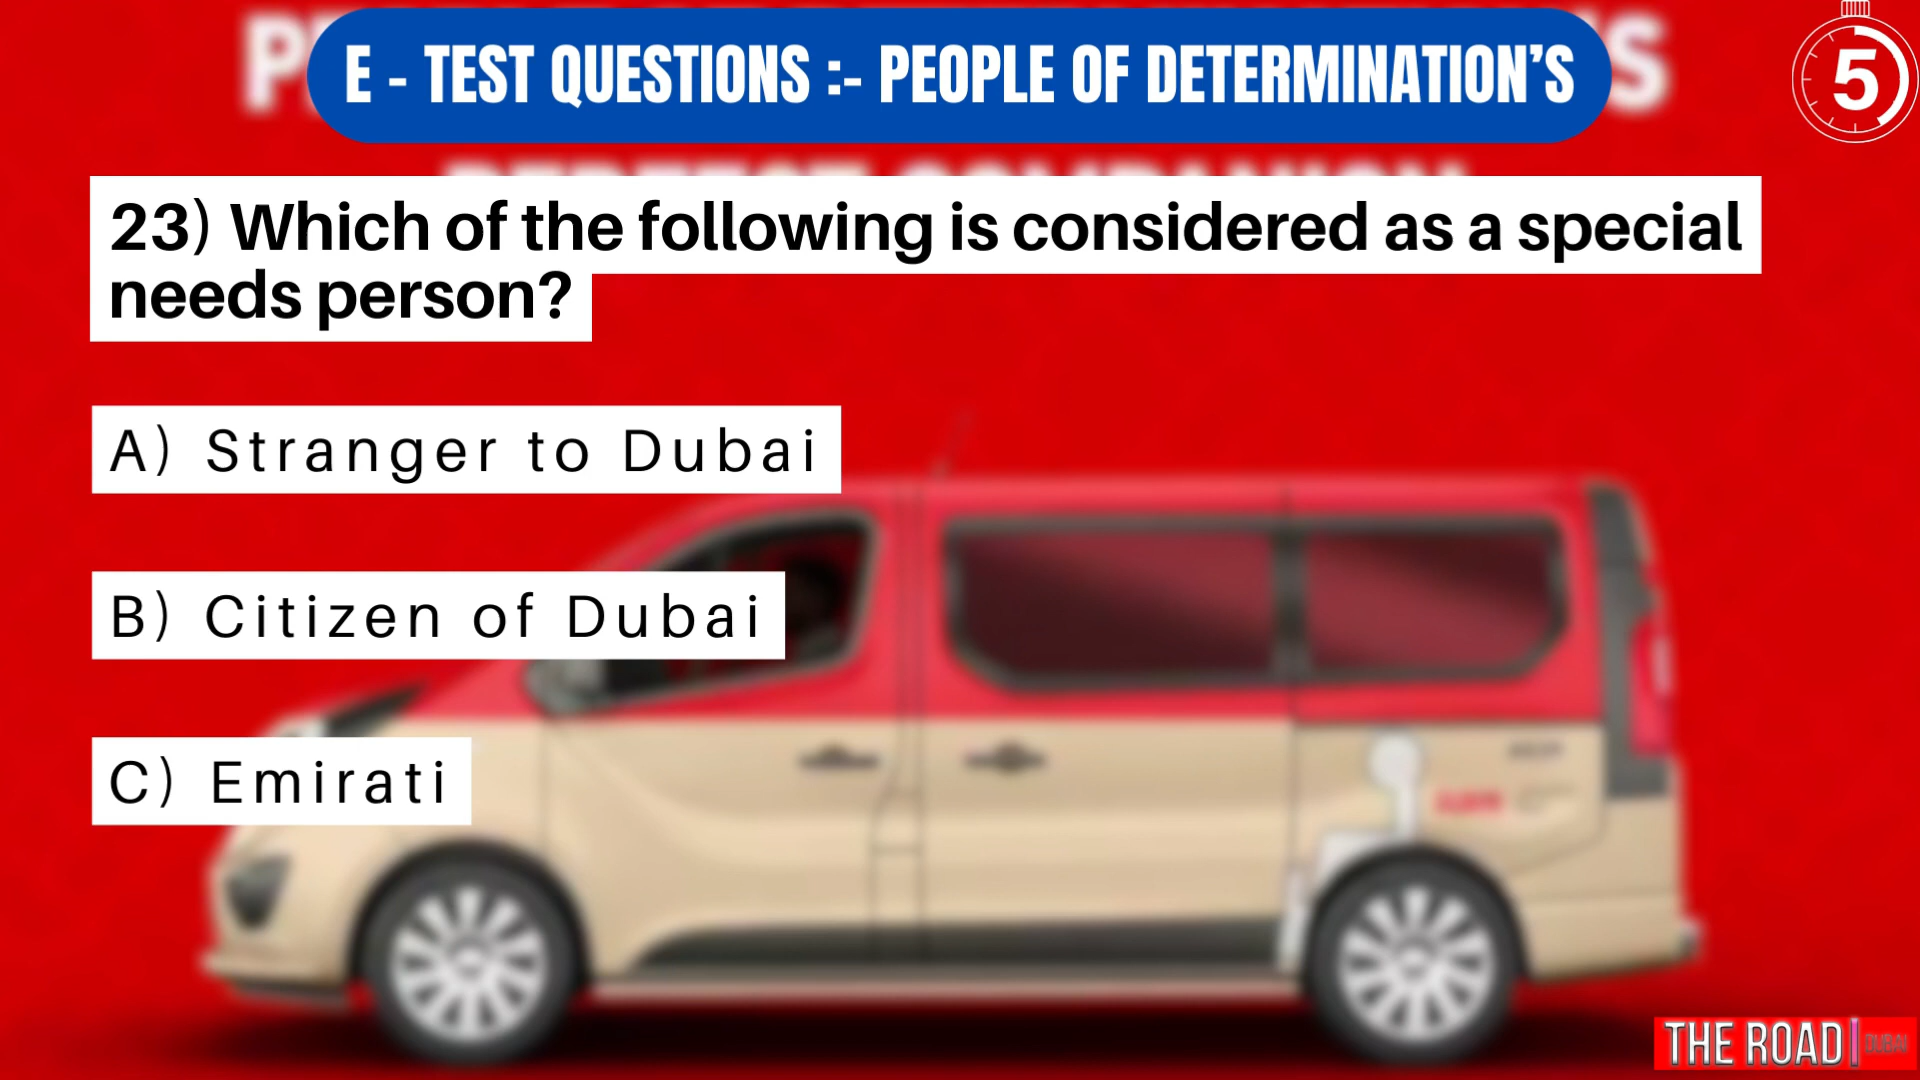 E - TEST QUESTIONS :- PEOPLE OF DETERMINATION'S
5
23) Which of the following is considered as a special
needs person?
A) Stranger to Dubai
B) Citizen of Dubai
C) Emirati
THE ROAD
DUBAI